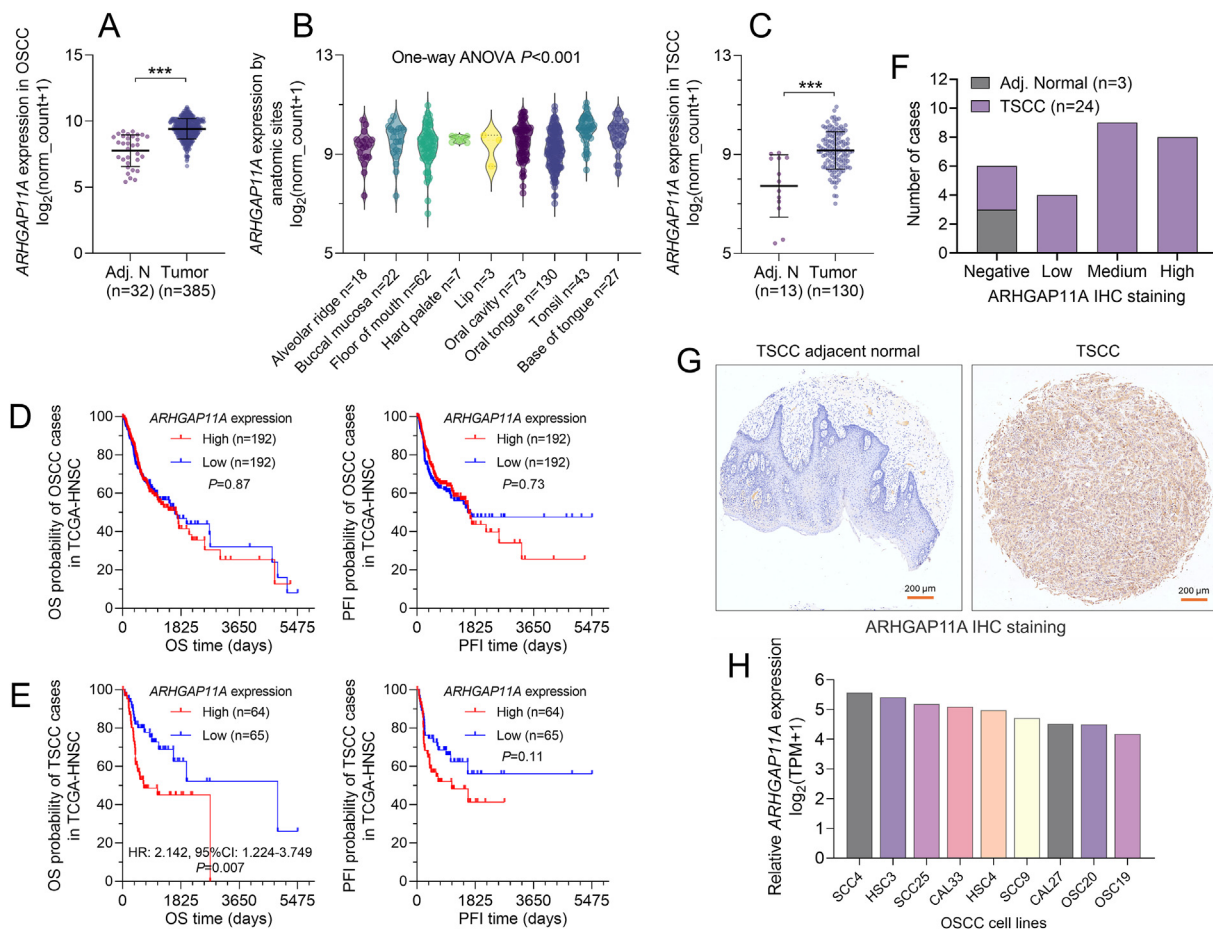 A
ARHGAP11A expression in OSCC
log2(norm_count+1)
15
10
5
0
***
Adj. N
(n=32)
Tumor
(n=385)
B
ARHGAP11A expression by
anatomic sites
log2(norm_count+1)
One-way ANOVA P<0.001
13
9
5
Alveolar ridge n=18
Buccal mucosa n=22
Floor of mouth n=62
Hard palate n=7
Lip n=3
Oral cavity n=73
Oral tongue n=130
Tonsil n=43
Base of tongue n=27
C
ARHGAP11A expression in TSCC
log2(norm_count+1)
13
9
5
***
Adj. N
(n=13)
Tumor
(n=130)
F
Number of cases
12
10
8
6
4
2
0
Adj. Normal (n=3)
TSCC (n=24)
Negative
Low
Medium
High
ARHGAP11A IHC staining
D
OS probability of OSCC cases
in TCGA-HNSC
100
80
60
40
20
0
ARHGAP11A expression
High (n=192)
Low (n=192)
P=0.87
0
1825
3650
5475
OS time (days)
PFI probability of OSCC cases
in TCGA-HNSC
100
80
60
40
20
0
ARHGAP11A expression
High (n=192)
Low (n=192)
P=0.73
0
1825
3650
5475
PFI time (days)
E
OS probability of TSCC cases
in TCGA-HNSC
100
80
60
40
20
0
ARHGAP11A expression
High (n=64)
Low (n=65)
HR: 2.142, 95%CI: 1.224-3.749
P=0.007
0
1825
3650
5475
OS time (days)
PFI probability of TSCC cases
in TCGA-HNSC
100
80
60
40
20
0
ARHGAP11A expression
High (n=64)
Low (n=65)
P=0.11
0
1825
3650
5475
PFI time (days)
G
TSCC adjacent normal
TSCC
200 μm
200 μm
ARHGAP11A IHC staining
H
Relative ARHGAP11A expression
log2(TPM+1)
6
5
4
3
2
1
0
SCC4
HSC3
SCC25
CAL33
HSC4
SCC9
CAL27
OSC20
OSC19
OSCC cell lines